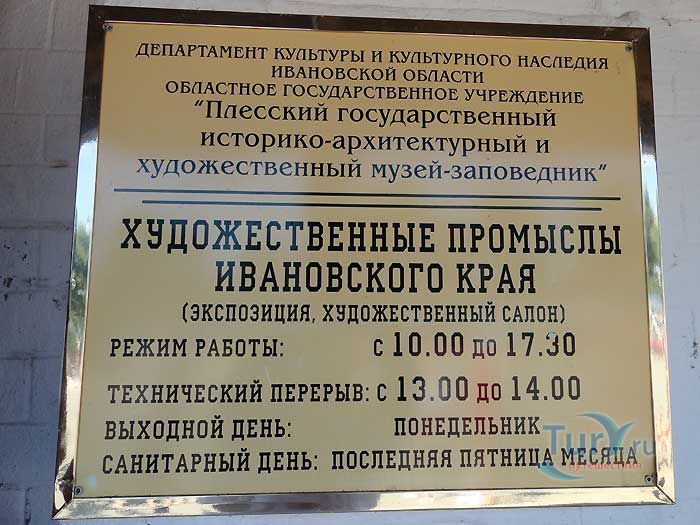 ДЕПАРТАМЕНТ КУЛЬТУРЫ И КУЛЬТУРНОГО НАСЛЕДИЯ
ИВАНОВСКОЙ ОБЛАСТИ
ОБЛАСТНОЕ ГОСУДАРСТВЕННОЕ УЧРЕЖДЕНИЕ
"Плесский государственный
историко-архитектурный и
художественный музей-заповедник"
ХУДОЖЕСТВЕННЫЕ ПРОМЫСЛЫ
ИВАНОВСКОГО КРАЯ
(ЭКСПОЗИЦИЯ, ХУДОЖЕСТВЕННЫЙ САЛОН)
РЕЖИМ РАБОТЫ: С 10.00 ДО 17.30
ТЕХНИЧЕСКИЙ ПЕРЕРЫВ: С 13.00 ДО 14.00
ВЫХОДНОЙ ДЕНЬ: ПОНЕДЕЛЬНИК
САНИТАРНЫЙ ДЕНЬ: ПОСЛЕДНЯЯ ПЯТНИЦА МЕСЯЦА
Tury.ru
путешествия